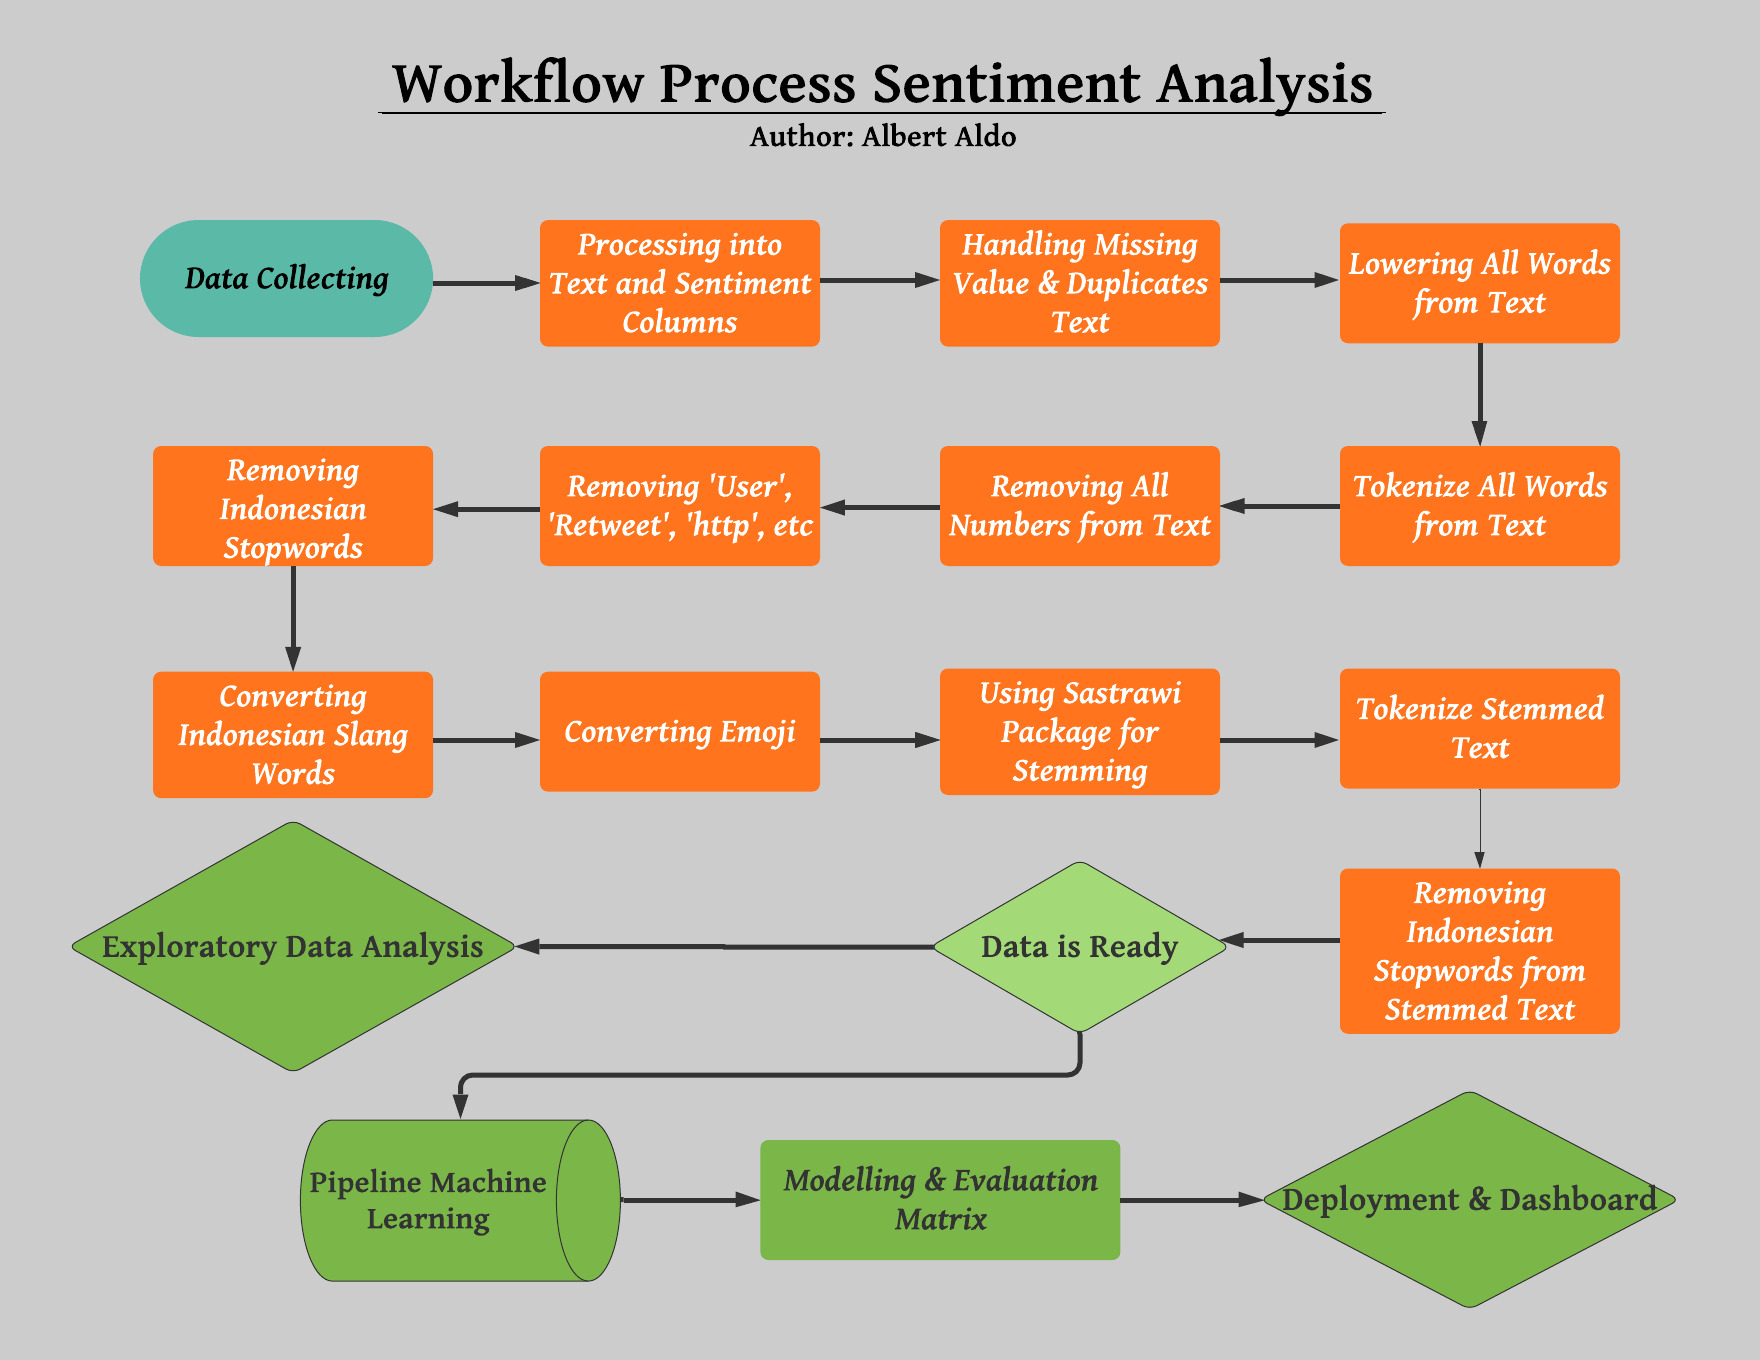 Workflow Process Sentiment Analysis
Author: Albert Aldo
Data Collecting
Processing into
Text and Sentiment
Columns
Handling Missing
Value & Duplicates
Text
Lowering All Words
from Text
Tokenize All Words
from Text
Removing All
Numbers from Text
Removing 'User',
'Retweet', 'http', etc
Removing
Indonesian
Stopwords
Converting
Indonesian Slang
Words
Converting Emoji
Using Sastrawi
Package for
Stemming
Tokenize Stemmed
Text
Removing
Indonesian
Stopwords from
Stemmed Text
Data is Ready
Exploratory Data Analysis
Pipeline Machine
Learning
Modelling & Evaluation
Matrix
Deployment & Dashboard